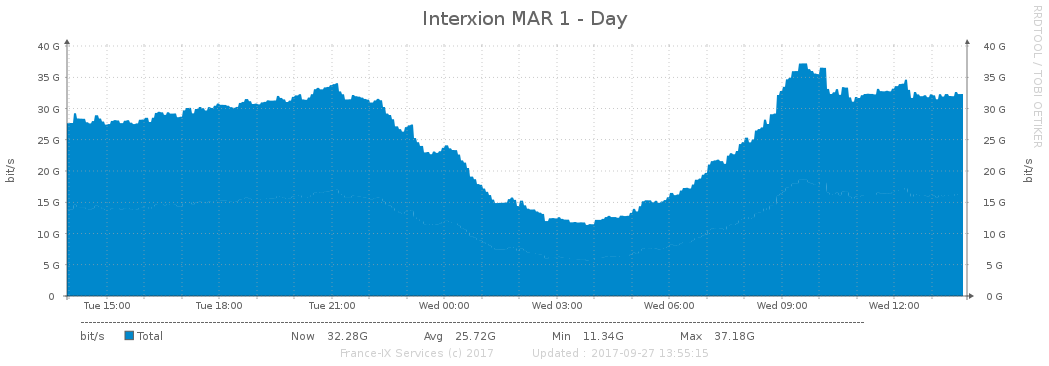 Interxion MAR 1 - Day
RRDTOOL / TOBI OETIKER
bit/s
bit/s
40 G 40 G
35 G 35 G
30 G 30 G
25 G 25 G
20 G 20 G
15 G 15 G
10 G 10 G
5 G 5 G
0 0 G
Tue 15:00 Tue 18:00 Tue 21:00 Wed 00:00 Wed 03:00 Wed 06:00 Wed 09:00 Wed 12:00
bit/s Total Now 32.28G Avg 25.72G Min 11.34G Max 37.18G
France-IX Services (c) 2017 Updated : 2017-09-27 13:55:15